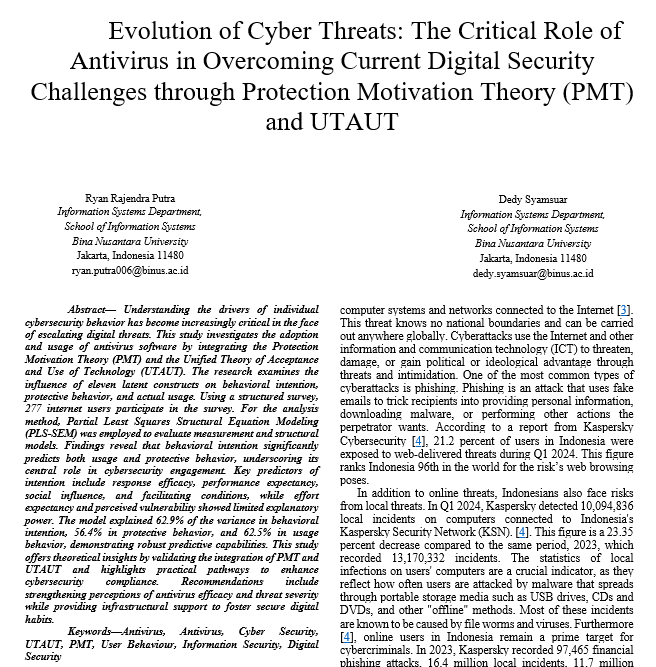 Evolution of Cyber Threats: The Critical Role of
Antivirus in Overcoming Current Digital Security
Challenges through Protection Motivation Theory (PMT)
and UTAUT
Ryan Rajendra Putra
Information Systems Department,
School of Information Systems
Bina Nusantara University
Jakarta, Indonesia 11480
ryan.putra006@binus.ac.id
Dedy Syamsuar
Information Systems Department,
School of Information Systems
Bina Nusantara University
Jakarta, Indonesia 11480
dedy.syamsuar@binus.ac.id
Abstract— Understanding the drivers of individual
cybersecurity behavior has become increasingly critical in the face
of escalating digital threats. This study investigates the adoption
and usage of antivirus software by integrating the Protection
Motivation Theory (PMT) and the Unified Theory of Acceptance
and Use of Technology (UTAUT). The research examines the
influence of eleven latent constructs on behavioral intention,
protective behavior, and actual usage. Using a structured survey,
277 internet users participate in the survey. For the analysis
method, Partial Least Squares Structural Equation Modeling
(PLS-SEM) was employed to evaluate measurement and structural
models. Findings reveal that behavioral intention significantly
predicts both usage and protective behavior, underscoring its
central role in cybersecurity engagement. Key predictors of
intention include response efficacy, performance expectancy,
social influence, and facilitating conditions, while effort
expectancy and perceived vulnerability showed limited explanatory
power. The model explained 62.9% of the variance in behavioral
intention, 56.4% in protective behavior, and 62.5% in usage
behavior, demonstrating robust predictive capabilities. This study
offers theoretical insights by validating the integration of PMT and
UTAUT and highlights practical pathways to enhance
cybersecurity compliance. Recommendations include
strengthening perceptions of antivirus efficacy and threat severity
while providing infrastructural support to foster secure digital
habits.
Keywords—Antivirus, Antivirus, Cyber Security,
UTAUT, PMT, User Behaviour, Information Security, Digital
Security
computer systems and networks connected to the Internet [3].
This threat knows no national boundaries and can be carried
out anywhere globally. Cyberattacks use the Internet and other
information and communication technology (ICT) to threaten,
damage, or gain political or ideological advantage through
threats and intimidation. One of the most common types of
cyberattacks is phishing. Phishing is an attack that uses fake
emails to trick recipients into providing personal information,
downloading malware, or performing other actions the
perpetrator wants. According to a report from Kaspersky
Cybersecurity [4], 21.2 percent of users in Indonesia were
exposed to web-delivered threats during Q1 2024. This figure
ranks Indonesia 96th in the world for the risk's web browsing
poses.
In addition to online threats, Indonesians also face risks
from local threats. In Q1 2024, Kaspersky detected 10,094,836
local incidents on computers connected to Indonesia's
Kaspersky Security Network (KSN). [4]. This figure is a 23.35
percent decrease compared to the same period, 2023, which
recorded 13,170,332 incidents. The statistics of local
infections on users' computers are a crucial indicator, as they
reflect how often users are attacked by malware that spreads
through portable storage media such as USB drives, CDs and
DVDs, and other "offline" methods. Most of these incidents
are known to be caused by file worms and viruses. Furthermore
[4], online users in Indonesia remain a prime target for
cybercriminals. In 2023, Kaspersky recorded 97,465 financial
phishing attacks, 16.4 million local incidents, 11.7 million